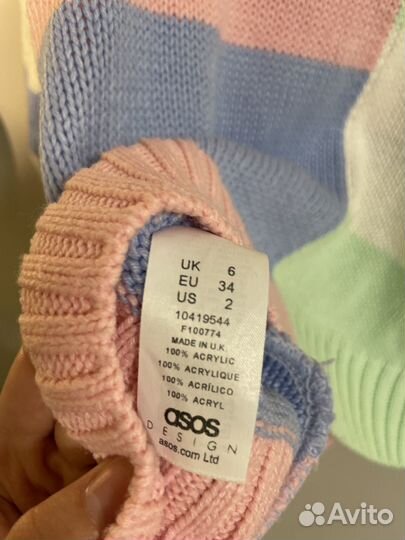 UK 6
EU 34
US 2
10419544
F100774
MADE IN U.K.
100% ACRYLIC
100% ACRYLIQUE
100% ACRÍLICO
100% ACRYL
asos
DESIGN
asos.com Ltd
Avito